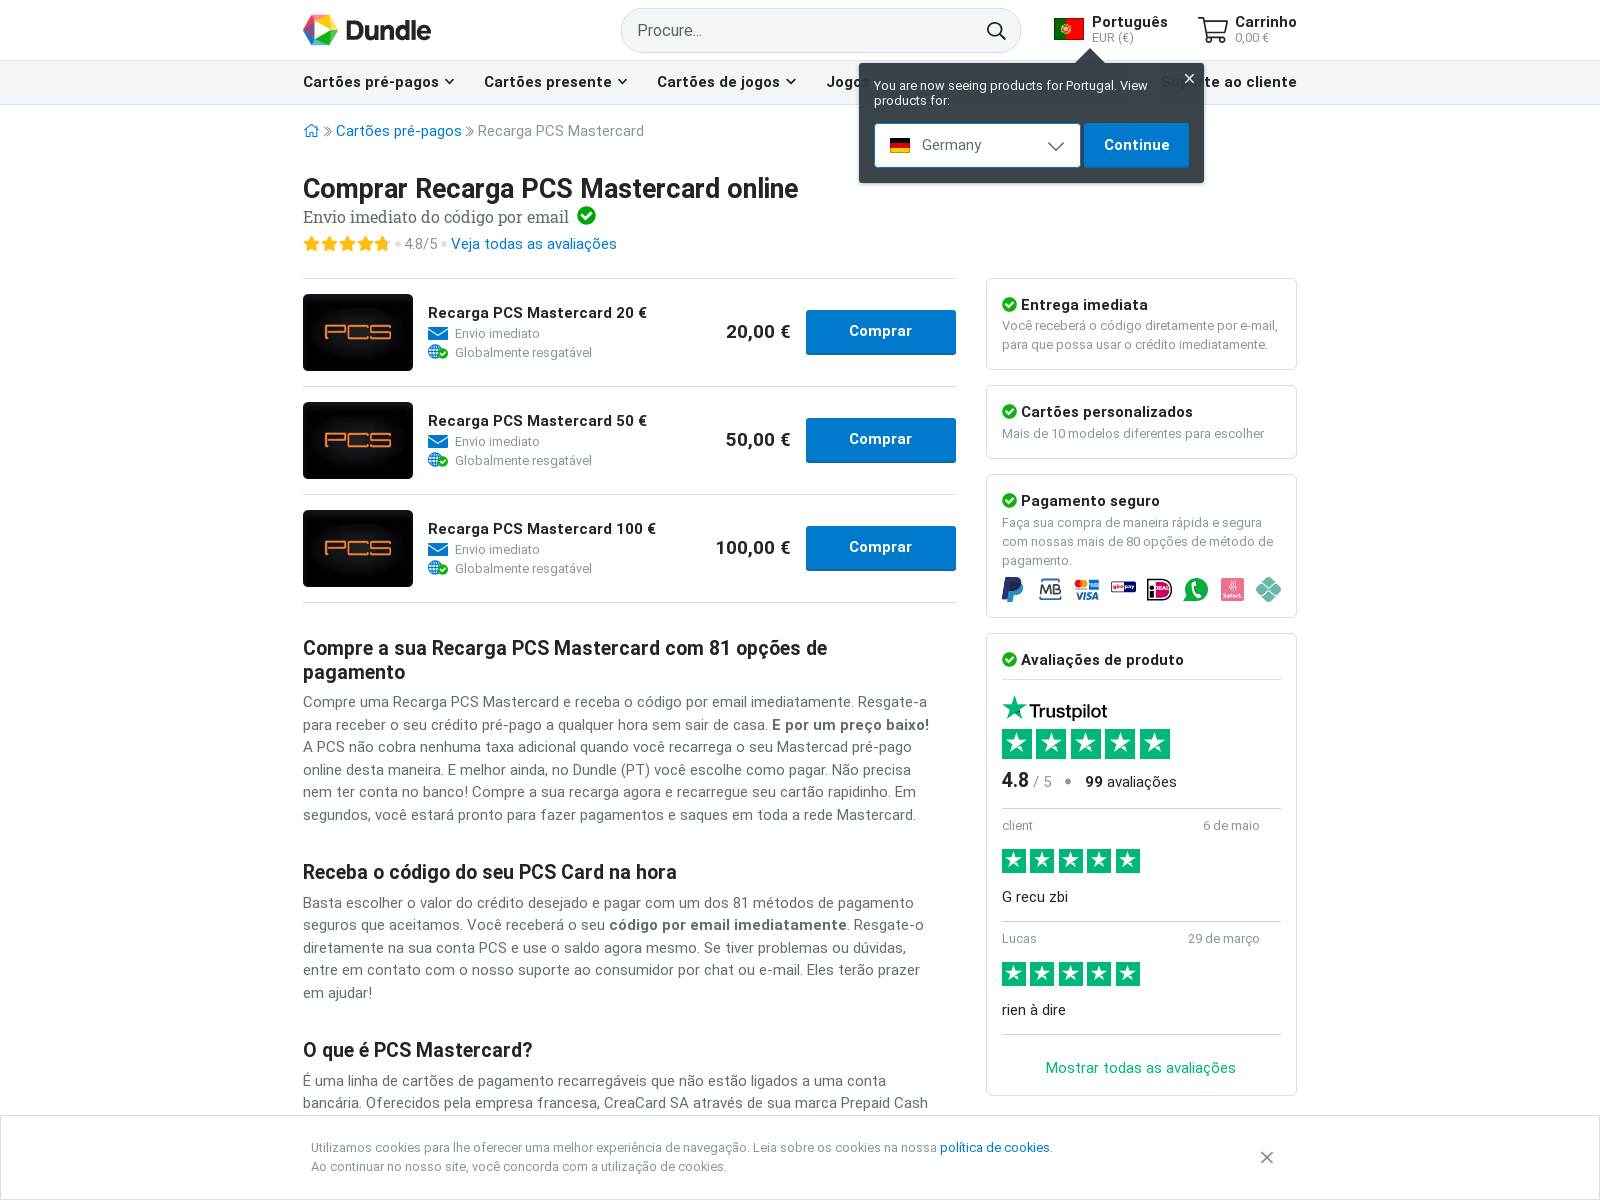 Dundle
Procure...
Português
EUR (€)
Carrinho
0,00 €
Cartões pré-pagos
Cartões presente
Cartões de jogos
Jogo
te ao cliente
You are now seeing products for Portugal. View
products for:
Germany
Continue
Cartões pré-pagos
Recarga PCS Mastercard
Comprar Recarga PCS Mastercard online
Envio imediato do código por email
4.8/5
Veja todas as avaliações
PCS
Recarga PCS Mastercard 20 €
Envio imediato
Globalmente resgatável
20,00 €
Comprar
PCS
Recarga PCS Mastercard 50 €
Envio imediato
Globalmente resgatável
50,00 €
Comprar
PCS
Recarga PCS Mastercard 100 €
Envio imediato
Globalmente resgatável
100,00 €
Comprar
Compre a sua Recarga PCS Mastercard com 81 opções de
pagamento
Compre uma Recarga PCS Mastercard e receba o código por email imediatamente. Resgate-a
para receber o seu crédito pré-pago a qualquer hora sem sair de casa. E por um preço baixo!
A PCS não cobra nenhuma taxa adicional quando você recarrega o seu Mastercad pré-pago
online desta maneira. E melhor ainda, no Dundle (PT) você escolhe como pagar. Não precisa
nem ter conta no banco! Compre a sua recarga agora e recarregue seu cartão rapidinho. Em
segundos, você estará pronto para fazer pagamentos e saques em toda a rede Mastercard.
Receba o código do seu PCS Card na hora
Basta escolher o valor do crédito desejado e pagar com um dos 81 métodos de pagamento
seguros que aceitamos. Você receberá o seu código por email imediatamente. Resgate-o
diretamente na sua conta PCS e use o saldo agora mesmo. Se tiver problemas ou dúvidas,
entre em contato com o nosso suporte ao consumidor por chat ou e-mail. Eles terão prazer
em ajudar!
O que é PCS Mastercard?
É uma linha de cartões de pagamento recarregáveis que não estão ligados a uma conta
bancária. Oferecidos pela empresa francesa, CreaCard SA através de sua marca Prepaid Cash
Entrega imediata
Você receberá o código diretamente por e-mail,
para que possa usar o crédito imediatamente.
Cartões personalizados
Mais de 10 modelos diferentes para escolher
Pagamento seguro
Faça sua compra de maneira rápida e segura
com nossas mais de 80 opções de método de
pagamento.
MB
VISA
giropay
iDEAL
Sofort.
Avaliações de produto
Trustpilot
4.8 / 5
99 avaliações
client
6 de maio
G recu zbi
Lucas
29 de março
rien à dire
Mostrar todas as avaliações
Utilizamos cookies para lhe oferecer uma melhor experiência de navegação. Leia sobre os cookies na nossa política de cookies.
Ao continuar no nosso site, você concorda com a utilização de cookies.